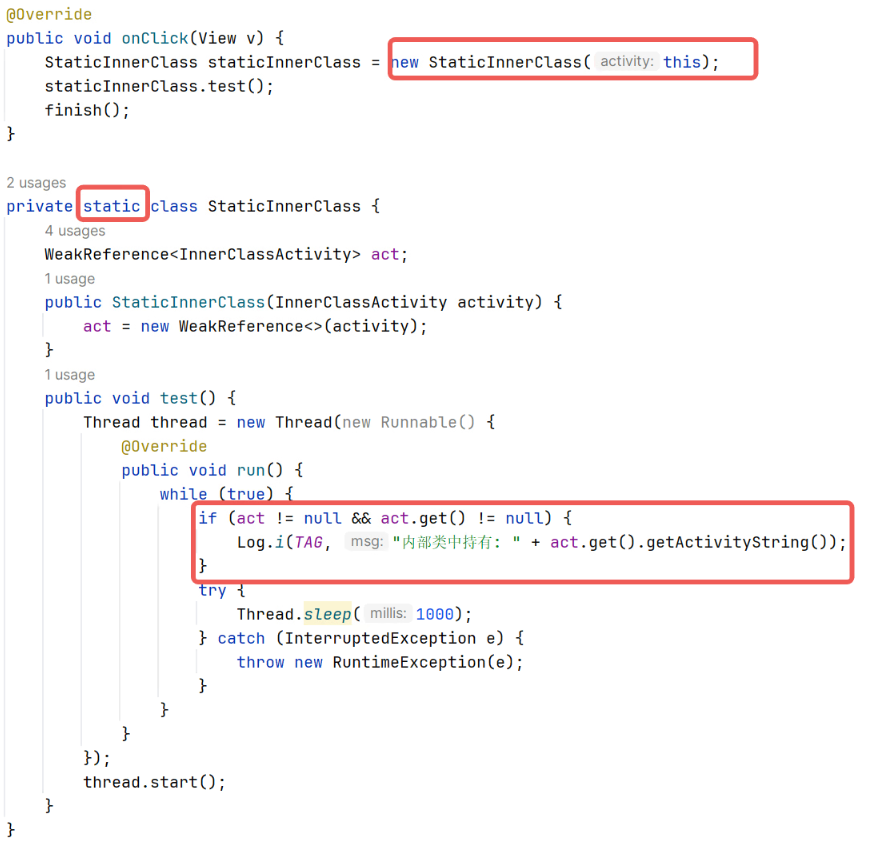 @Override
public void onClick(View v) {
    StaticInnerClass staticInnerClass = new StaticInnerClass( activity: this);
    staticInnerClass.test();
    finish();
}
2 usages
private static class StaticInnerClass {
    4 usages
    WeakReference<InnerClassActivity> act;
    1 usage
    public StaticInnerClass(InnerClassActivity activity) {
        act = new WeakReference<>(activity);
    }
    1 usage
    public void test() {
        Thread thread = new Thread(new Runnable() {
            @Override
            public void run() {
                while (true) {
                    if (act != null && act.get() != null) {
                        Log.i(TAG, msg: "内部类中持有: " + act.get().getActivityString());
                    }
                    try {
                        Thread.sleep( millis: 1000);
                    } catch (InterruptedException e) {
                        throw new RuntimeException(e);
                    }
                }
            }
        });
        thread.start();
    }
}